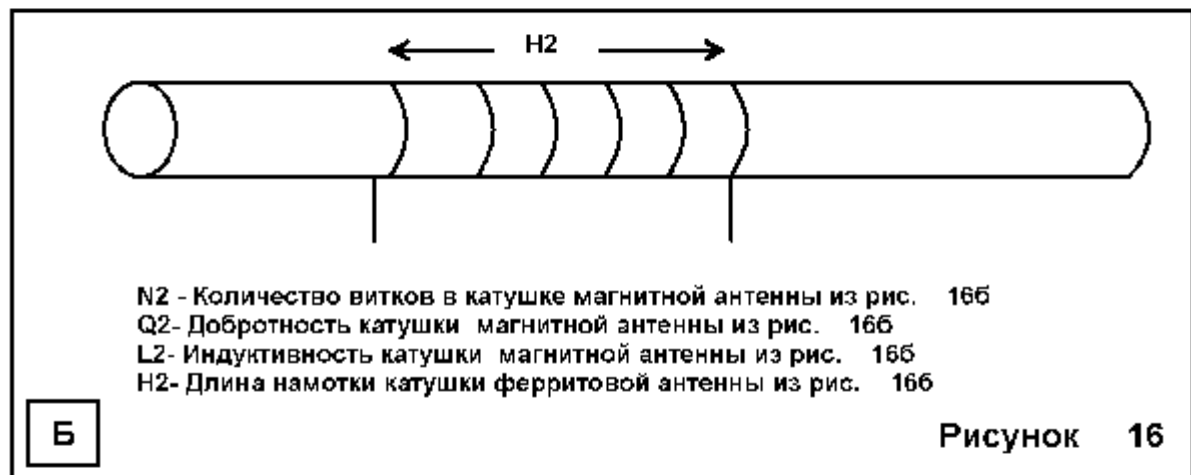 H2
N2 - Количество витков в катушке магнитной антенны из рис. 16б
Q2- Добротность катушки магнитной антенны из рис. 16б
L2- Индуктивность катушки магнитной антенны из рис. 16б
H2- Длина намотки катушки ферритовой антенны из рис. 16б
Б
Рисунок 16